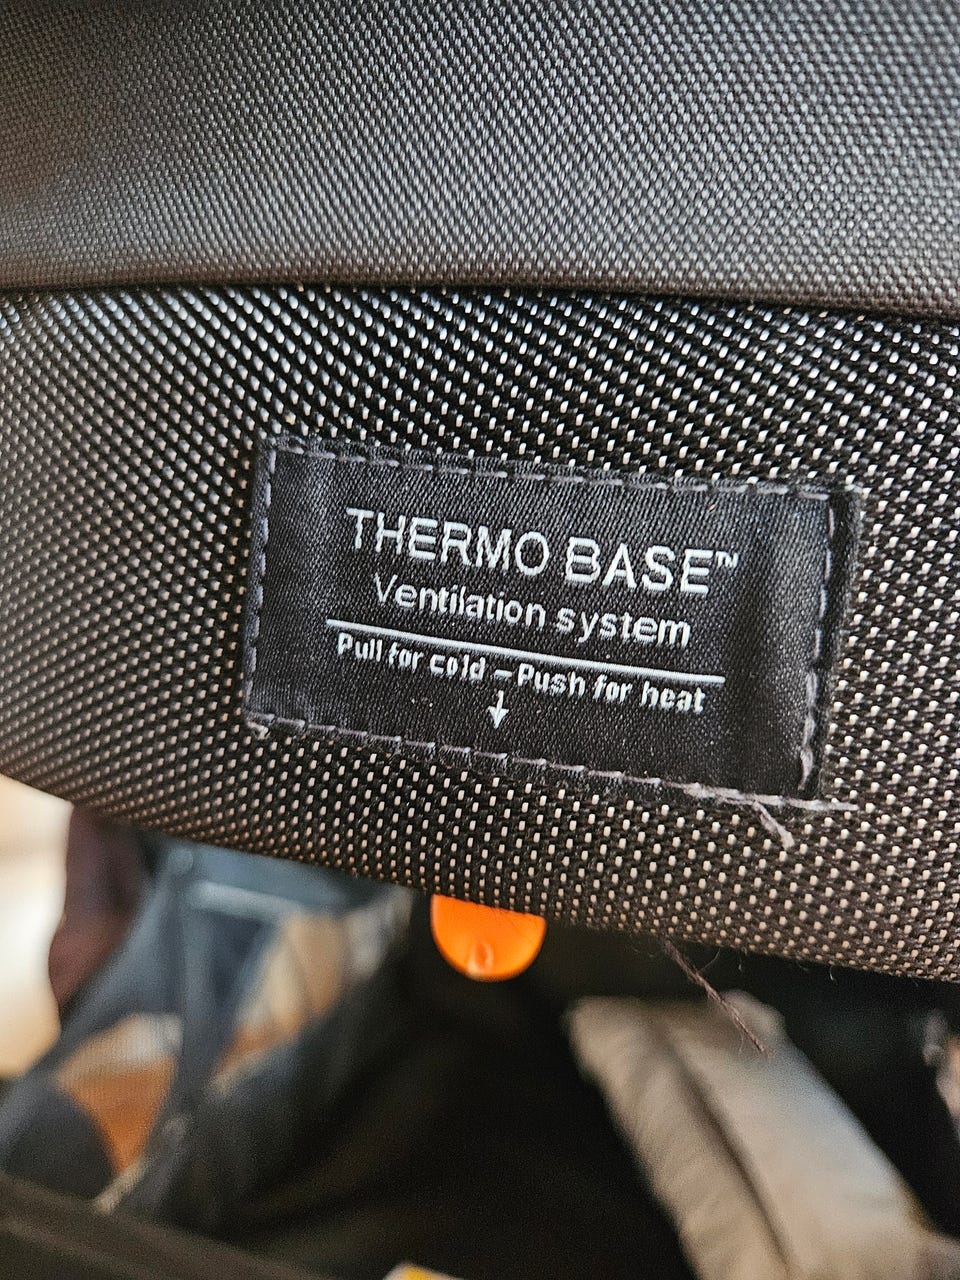 THERMO BASE™
Ventilation system
Pull for cold - Push for heat